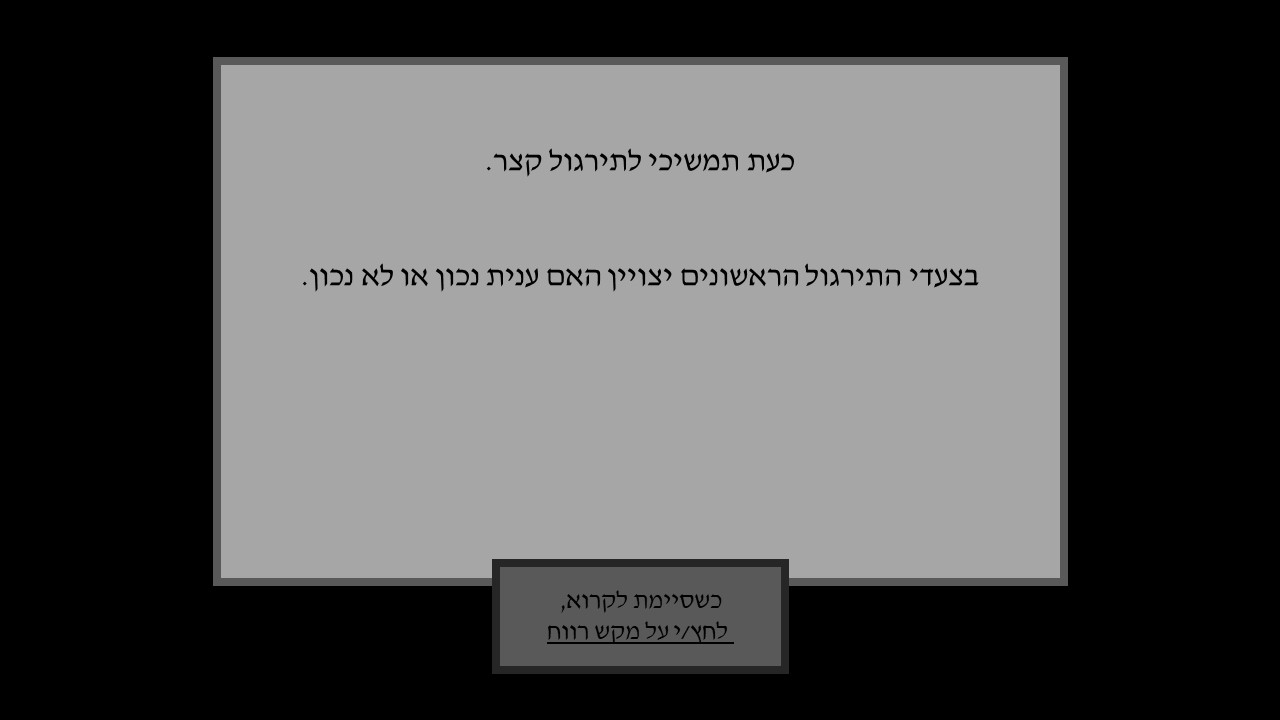 כעת תמשיכי לתירגול קצר.
בצעדי התירגול הראשונים יצויין האם ענית נכון או לא נכון.
כשסיימת לקרוא,
לחץ/י על מקש רווח